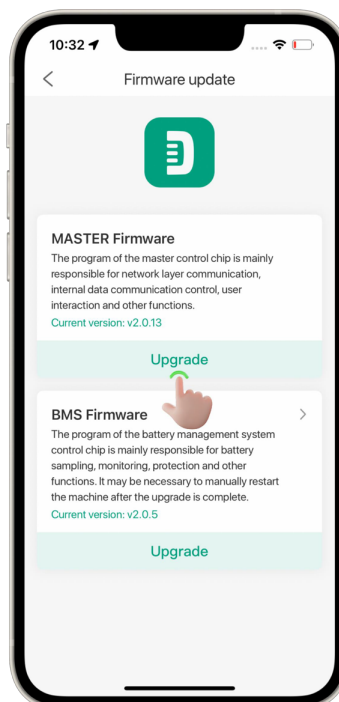 10:32
Firmware update
MASTER Firmware
The program of the master control chip is mainly
responsible for network layer communication,
internal data communication control, user
interaction and other functions.
Current version: v2.0.13
Upgrade
BMS Firmware
The program of the battery management system
control chip is mainly responsible for battery
sampling, monitoring, protection and other
functions. It may be necessary to manually restart
the machine after the upgrade is complete.
Current version: v2.0.5
Upgrade